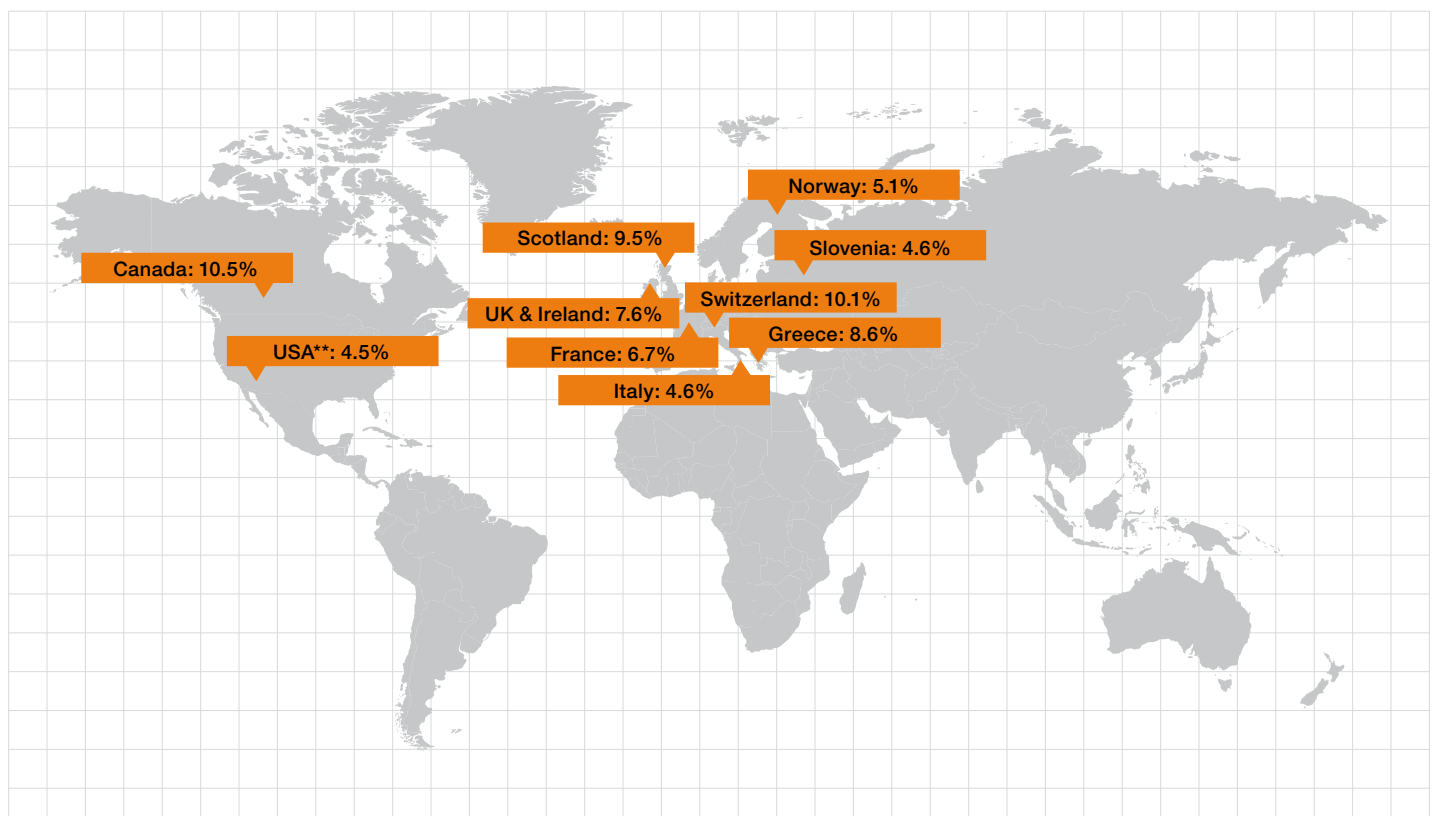 Norway: 5.1%
Scotland: 9.5%
Slovenia: 4.6%
Canada: 10.5%
Switzerland: 10.1%
UK & Ireland: 7.6%
Greece: 8.6%
USA**: 4.5%
France: 6.7%
Italy: 4.6%